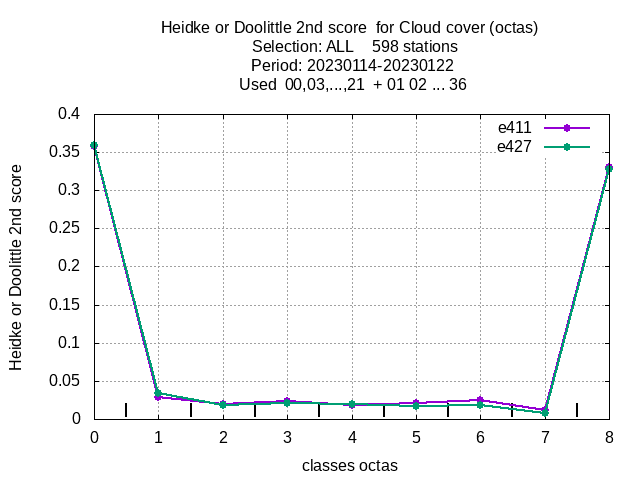 Heidke or Doolittle 2nd score  for Cloud cover (octas)
Selection: ALL    598 stations
Period: 20230114-20230122
Used  00,03,...,21  + 01 02 ... 36
e411
e427
Heidke or Doolittle 2nd score
0.4
0.35
0.3
0.25
0.2
0.15
0.1
0.05
0
0 1 2 3 4 5 6 7 8
classes octas